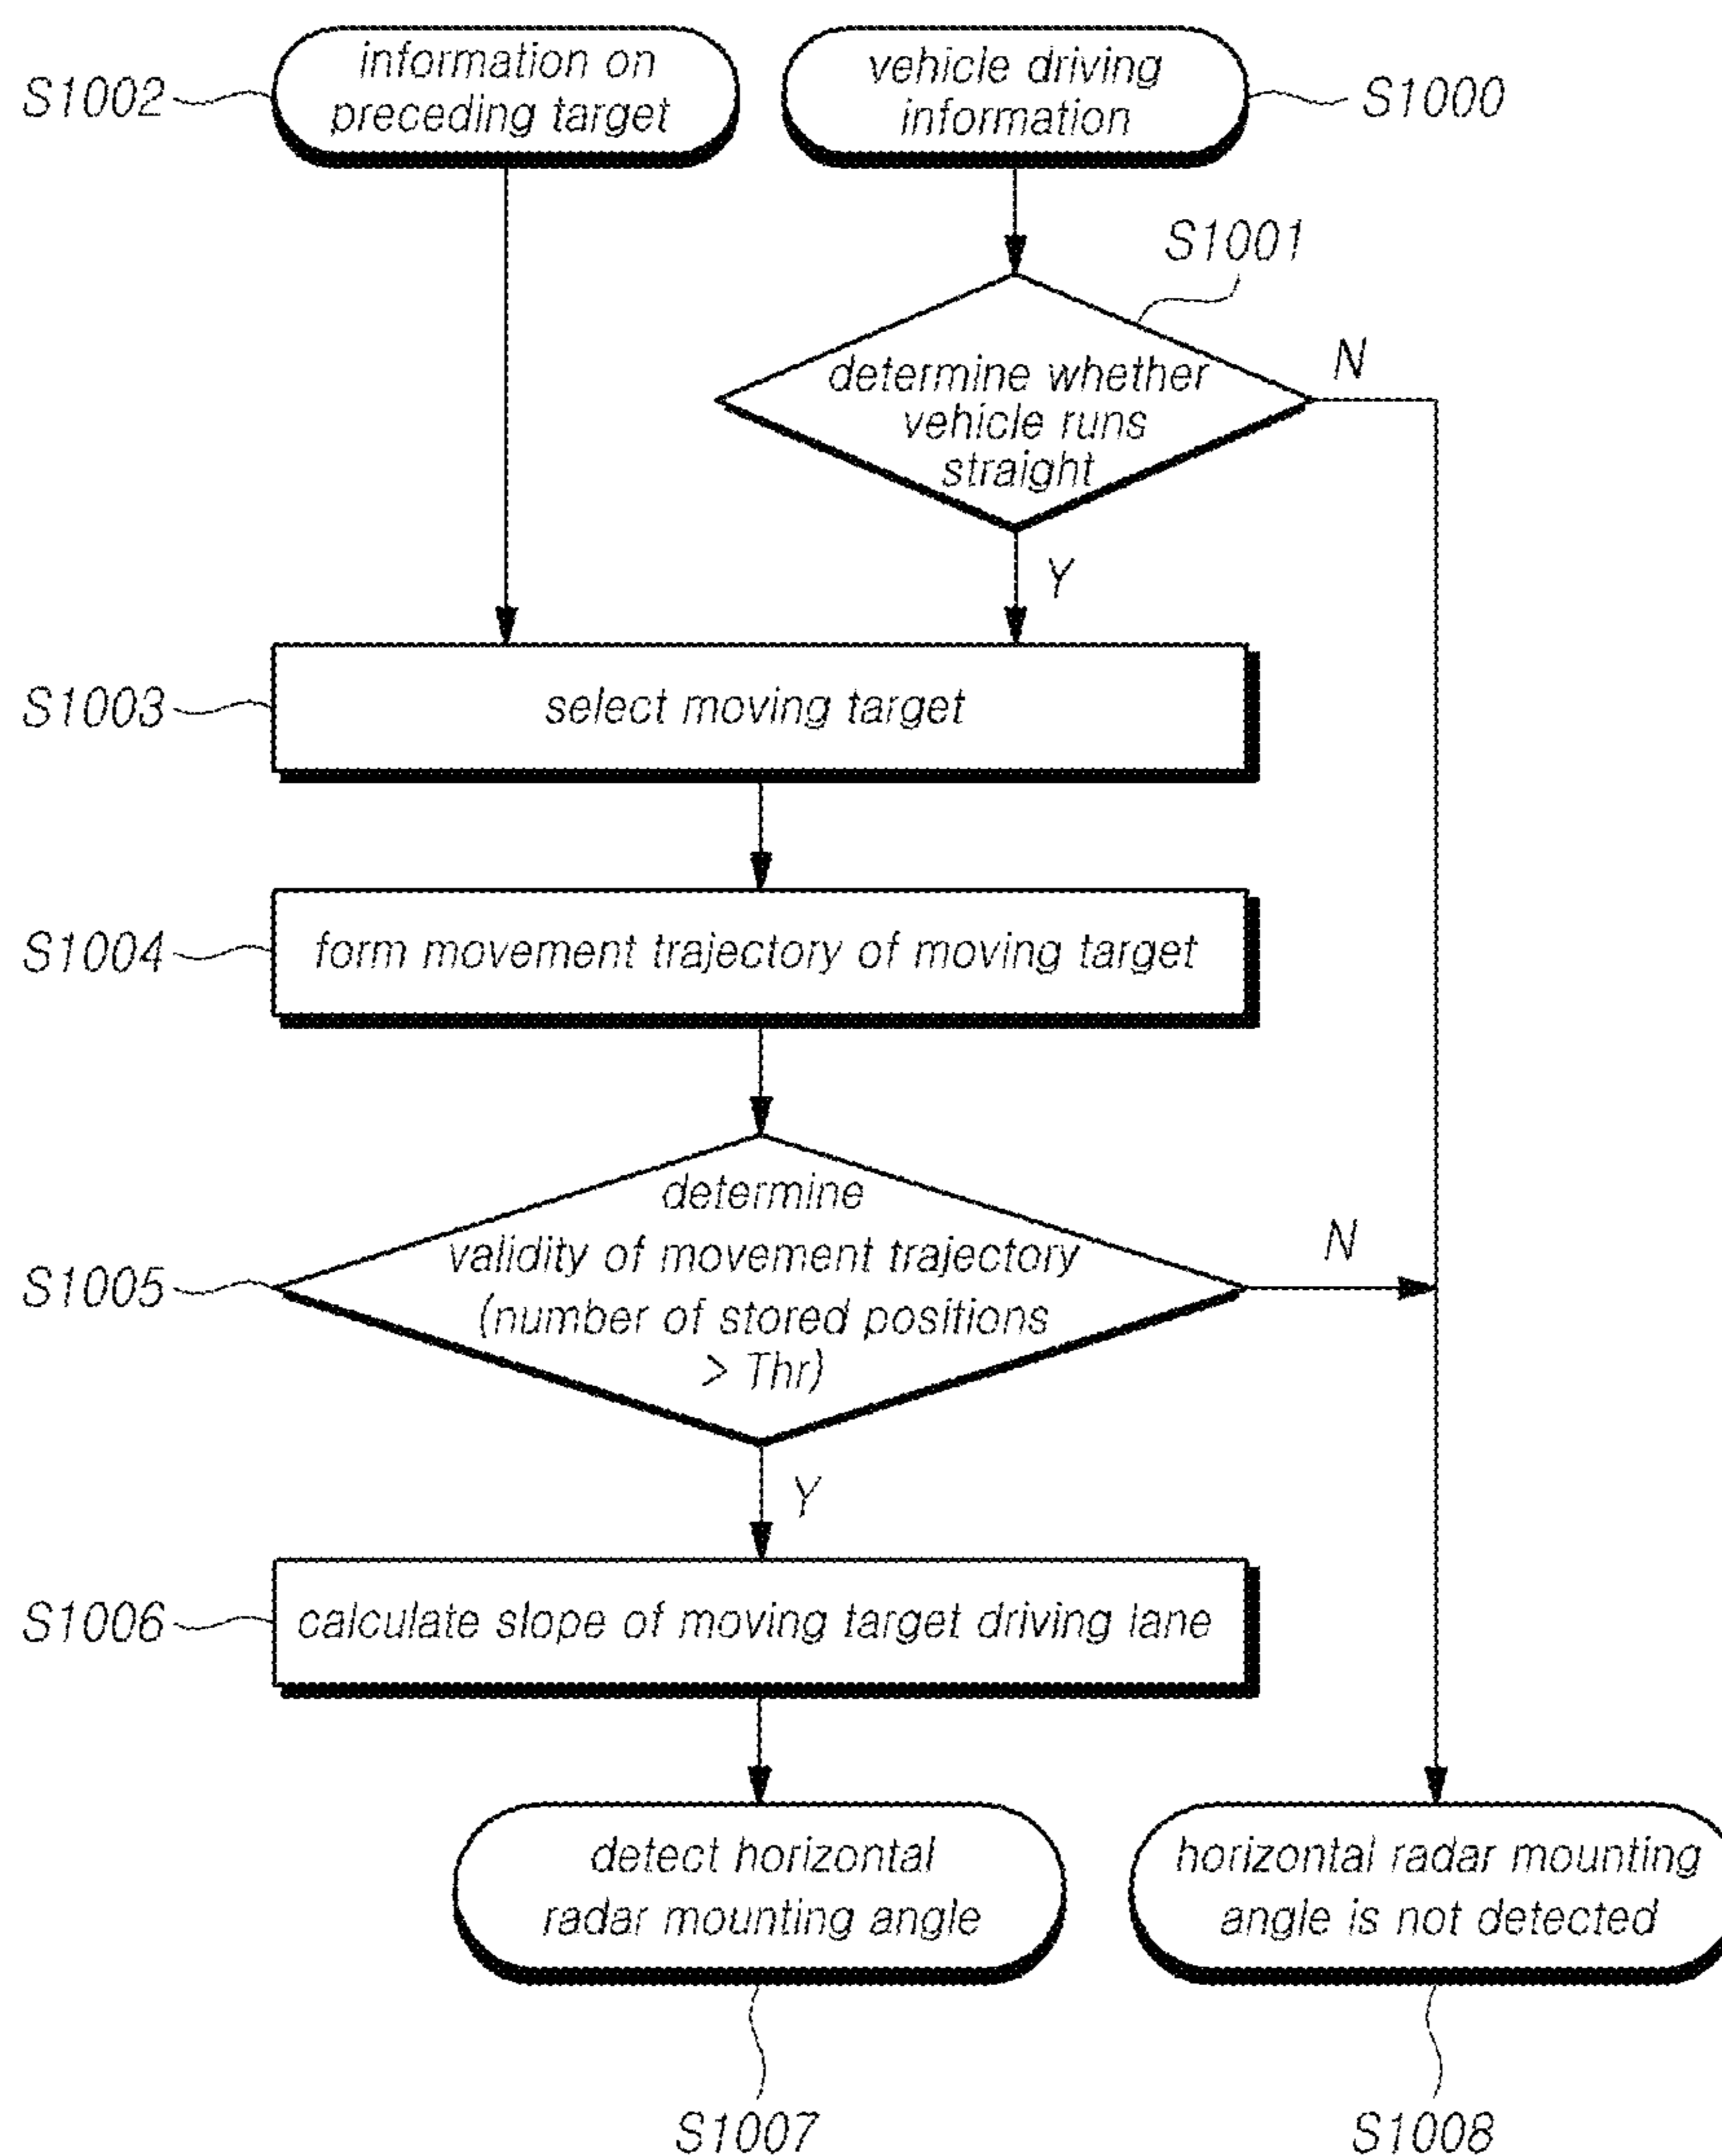 S1002
information on
preceding target
vehicle driving
information
S1000
S1001
determine whether
vehicle runs
straight
N
Y
S1003
select moving target
S1004
form movement trajectory of moving target
S1005
determine
validity of movement trajectory
(number of stored positions
> Thr)
N
Y
S1006
calculate slope of moving target driving lane
detect horizontal
radar mounting angle
horizontal radar mounting
angle is not detected
S1007
S1008